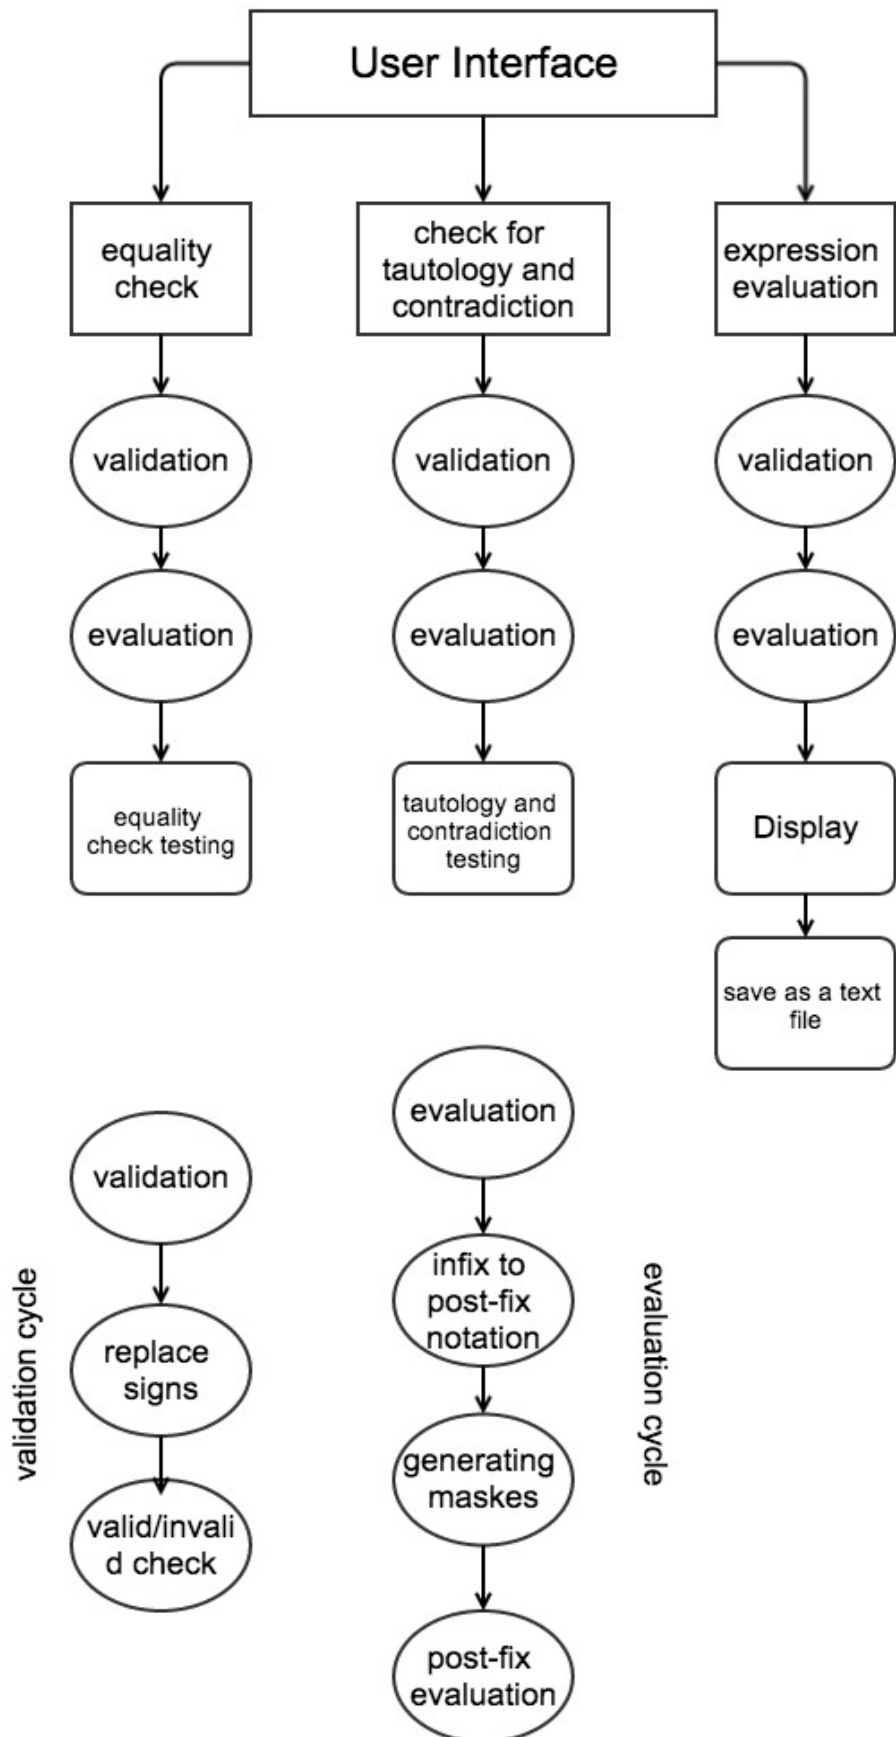 User Interface
equality
check
check for
tautology and
contradiction
expression
evaluation
validation
validation
validation
evaluation
evaluation
evaluation
equality
check testing
tautology and
contradiction
testing
Display
save as a text
file
validation cycle
validation
replace
signs
valid/invali
d check
evaluation
infix to
post-fix
notation
generating
maskes
post-fix
evaluation
evaluation cycle